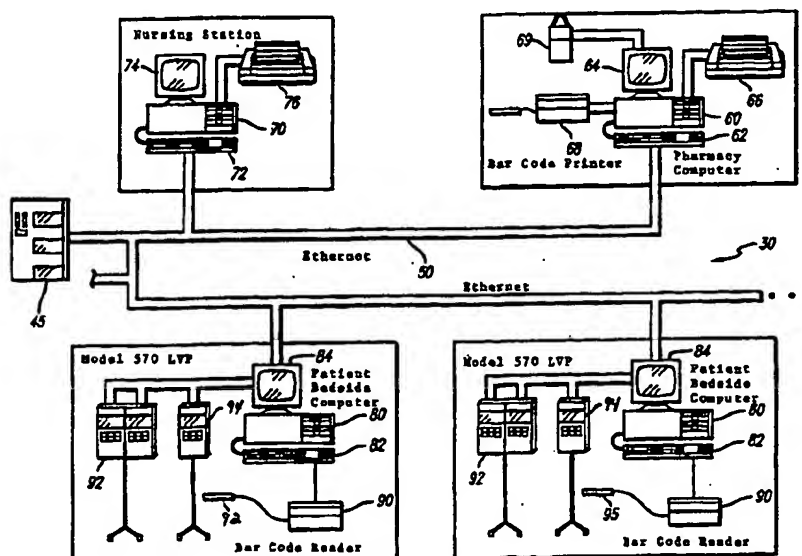 Nursing Station
74
76
70
72
69
64
66
60
68
62
Bar Code Printer
Pharmacy
Computer
45
Ethernet
50
30
Ethernet
Model 570 LVP
84
Patient
Bedside
Computer
94
80
82
92
92
90
Bar Code Reader
Model 570 LVP
84
Patient
Bedside
Computer
94
80
82
92
95
90
Bar Code Reader